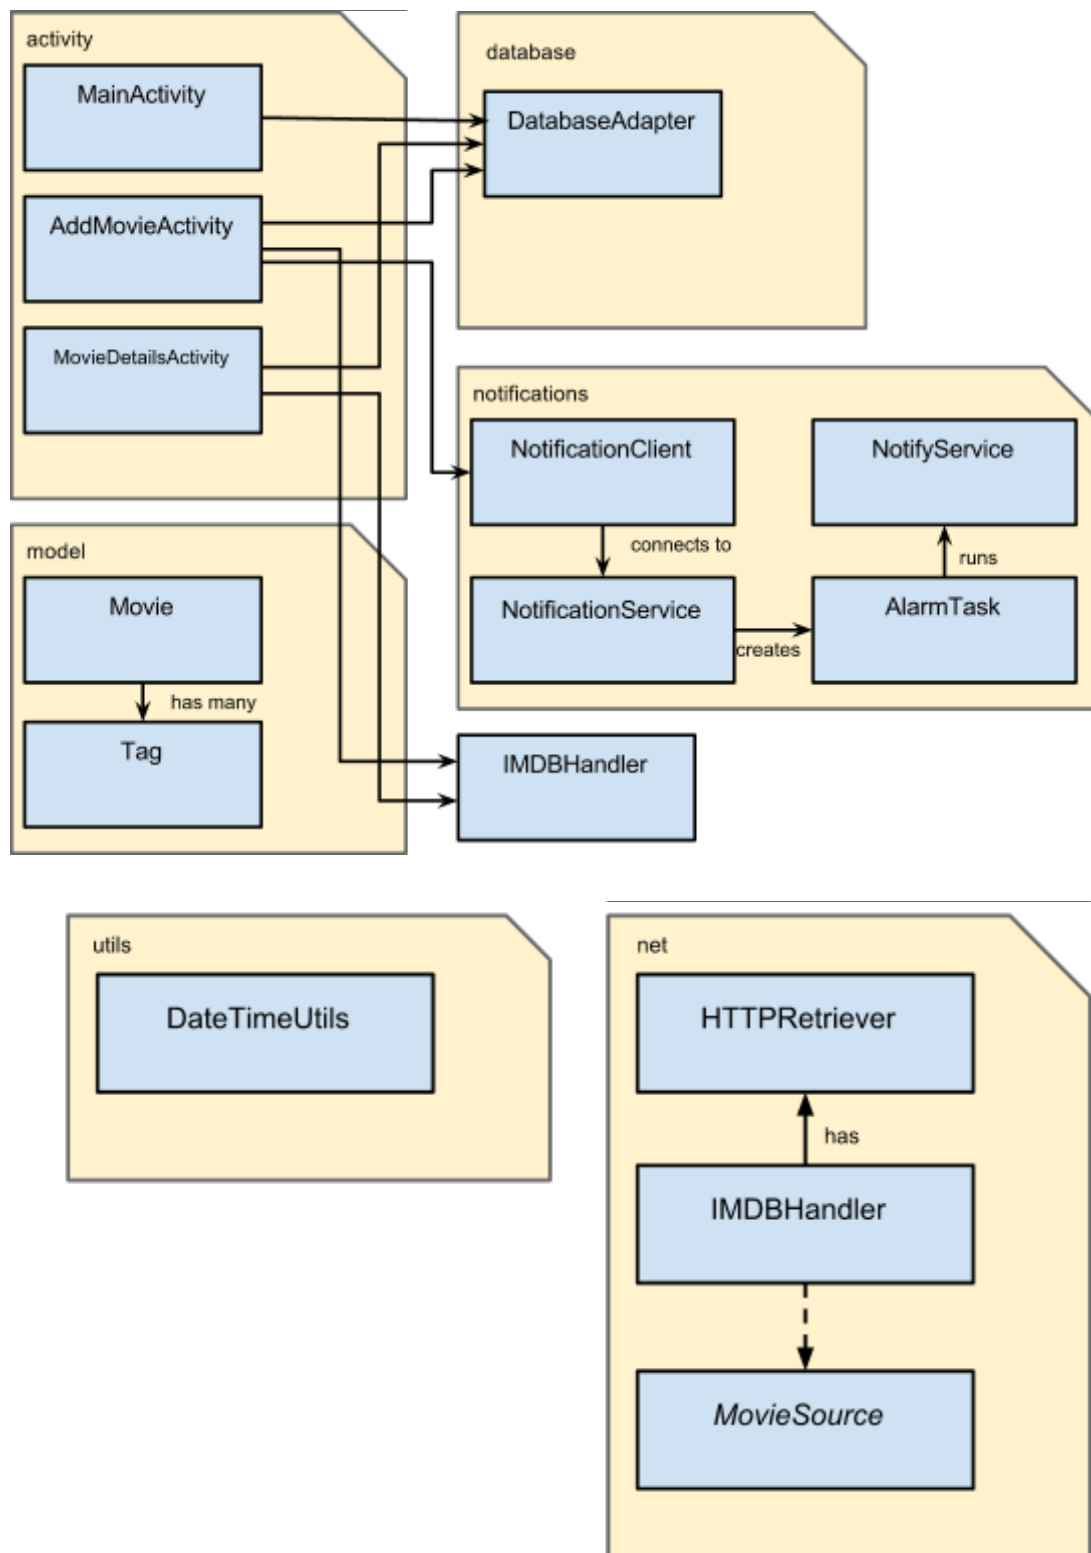 activity
MainActivity
AddMovieActivity
MovieDetailsActivity
database
DatabaseAdapter
notifications
NotificationClient
NotifyService
connects to
runs
NotificationService
creates
AlarmTask
model
Movie
has many
Tag
IMDBHandler
utils
DateTimeUtils
net
HTTPRetriever
has
IMDBHandler
MovieSource